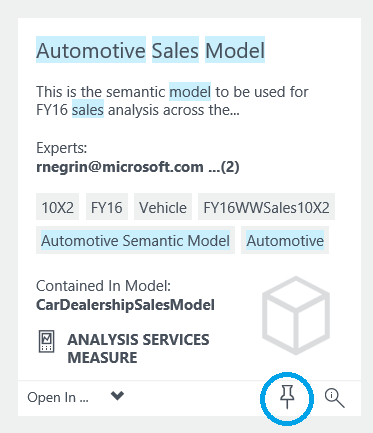 Automotive Sales Model
This is the semantic model to be used for
FY16 sales analysis across the...
Experts:
rnegrin@microsoft.com ...(2)
10X2 FY16 Vehicle FY16WWSales10X2
Automotive Semantic Model Automotive
Contained In Model:
CarDealershipSalesModel
ANALYSIS SERVICES
MEASURE
Open In ...